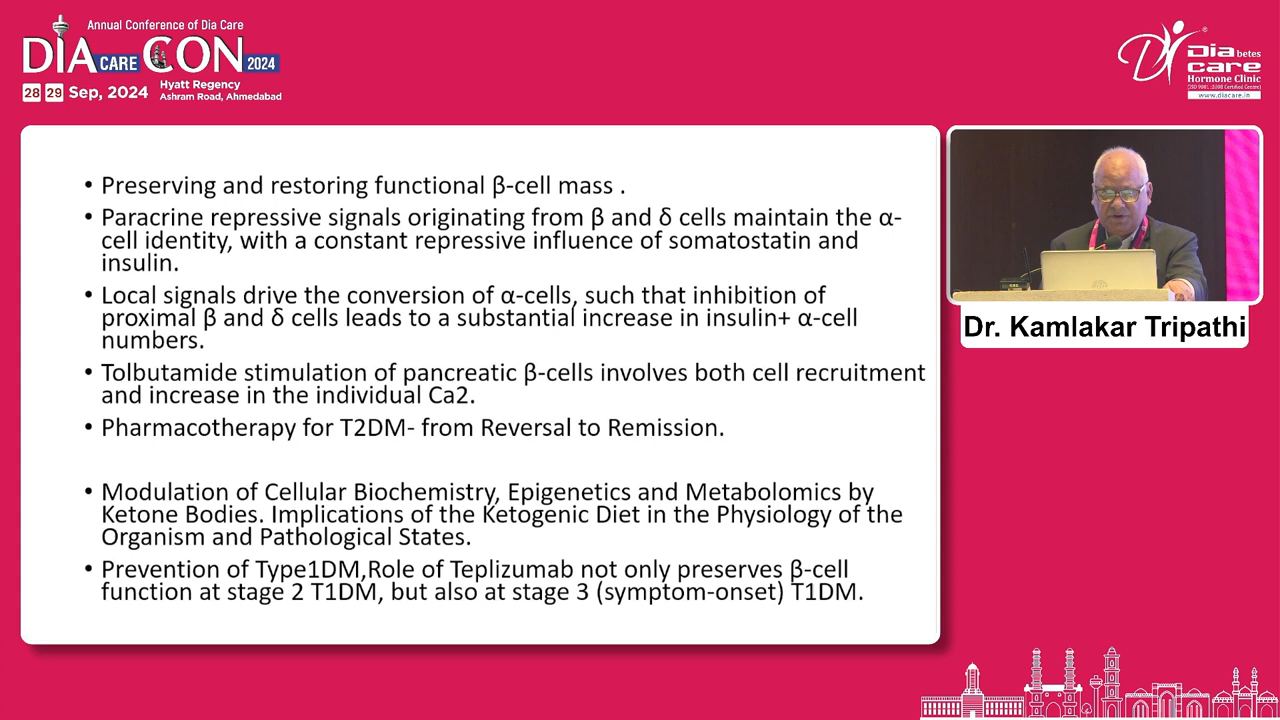 Annual Conference of Dia Care
DIA CARE CON 2024
28 29 Sep, 2024
Hyatt Regency
Ashram Road, Ahmedabad
Dia betes
care
Hormone Clinic
(ISO 9001 :2008 Certified Centre)
www.diacare.in
• Preserving and restoring functional β-cell mass .
• Paracrine repressive signals originating from β and δ cells maintain the α-
cell identity, with a constant repressive influence of somatostatin and
insulin.
• Local signals drive the conversion of α-cells, such that inhibition of
proximal β and δ cells leads to a substantial increase in insulin+ α-cell
numbers.
• Tolbutamide stimulation of pancreatic β-cells involves both cell recruitment
and increase in the individual Ca2.
• Pharmacotherapy for T2DM- from Reversal to Remission.
• Modulation of Cellular Biochemistry, Epigenetics and Metabolomics by
Ketone Bodies. Implications of the Ketogenic Diet in the Physiology of the
Organism and Pathological States.
• Prevention of Type1DM,Role of Teplizumab not only preserves β-cell
function at stage 2 T1DM, but also at stage 3 (symptom-onset) T1DM.
Dr. Kamlakar Tripathi